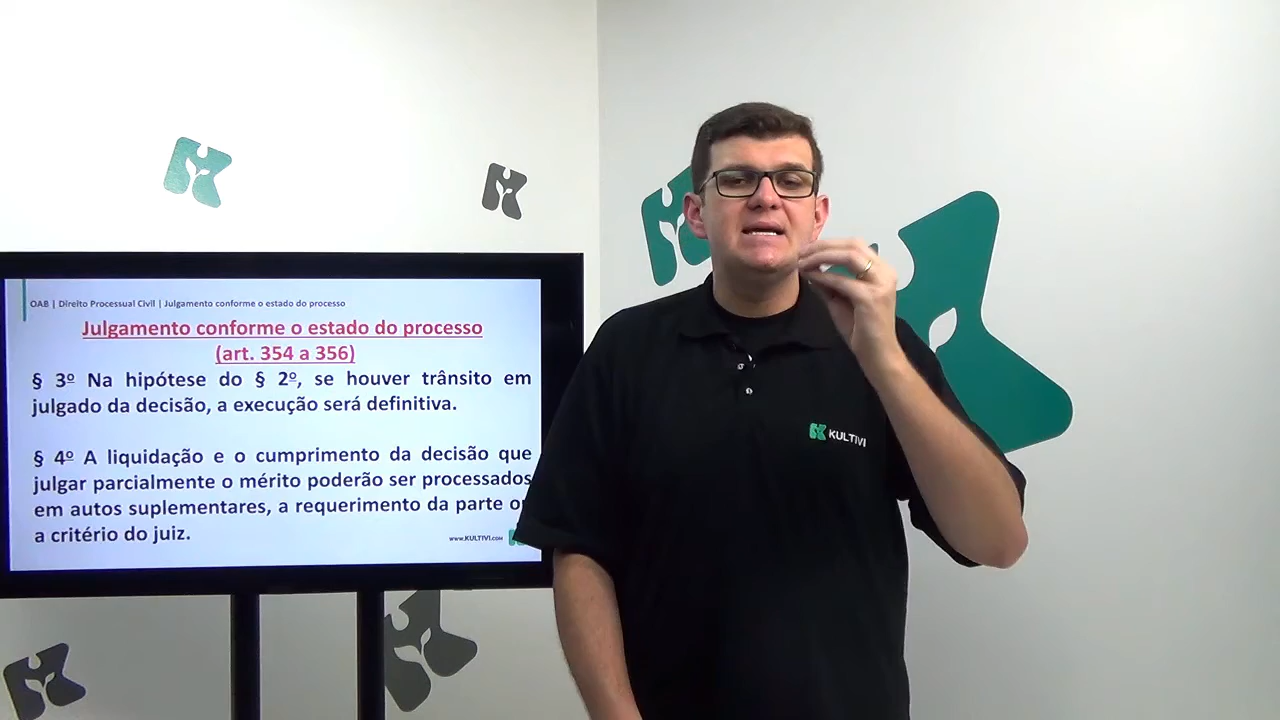 OAB | Direito Processual Civil | Julgamento conforme o estado do processo
Julgamento conforme o estado do processo
(art. 354 a 356)
§ 3º Na hipótese do § 2º, se houver trânsito em
julgado da decisão, a execução será definitiva.
§ 4º A liquidação e o cumprimento da decisão que
julgar parcialmente o mérito poderão ser processados
em autos suplementares, a requerimento da parte
a critério do juiz.
www.KULTIVI.COM
KULTIVI